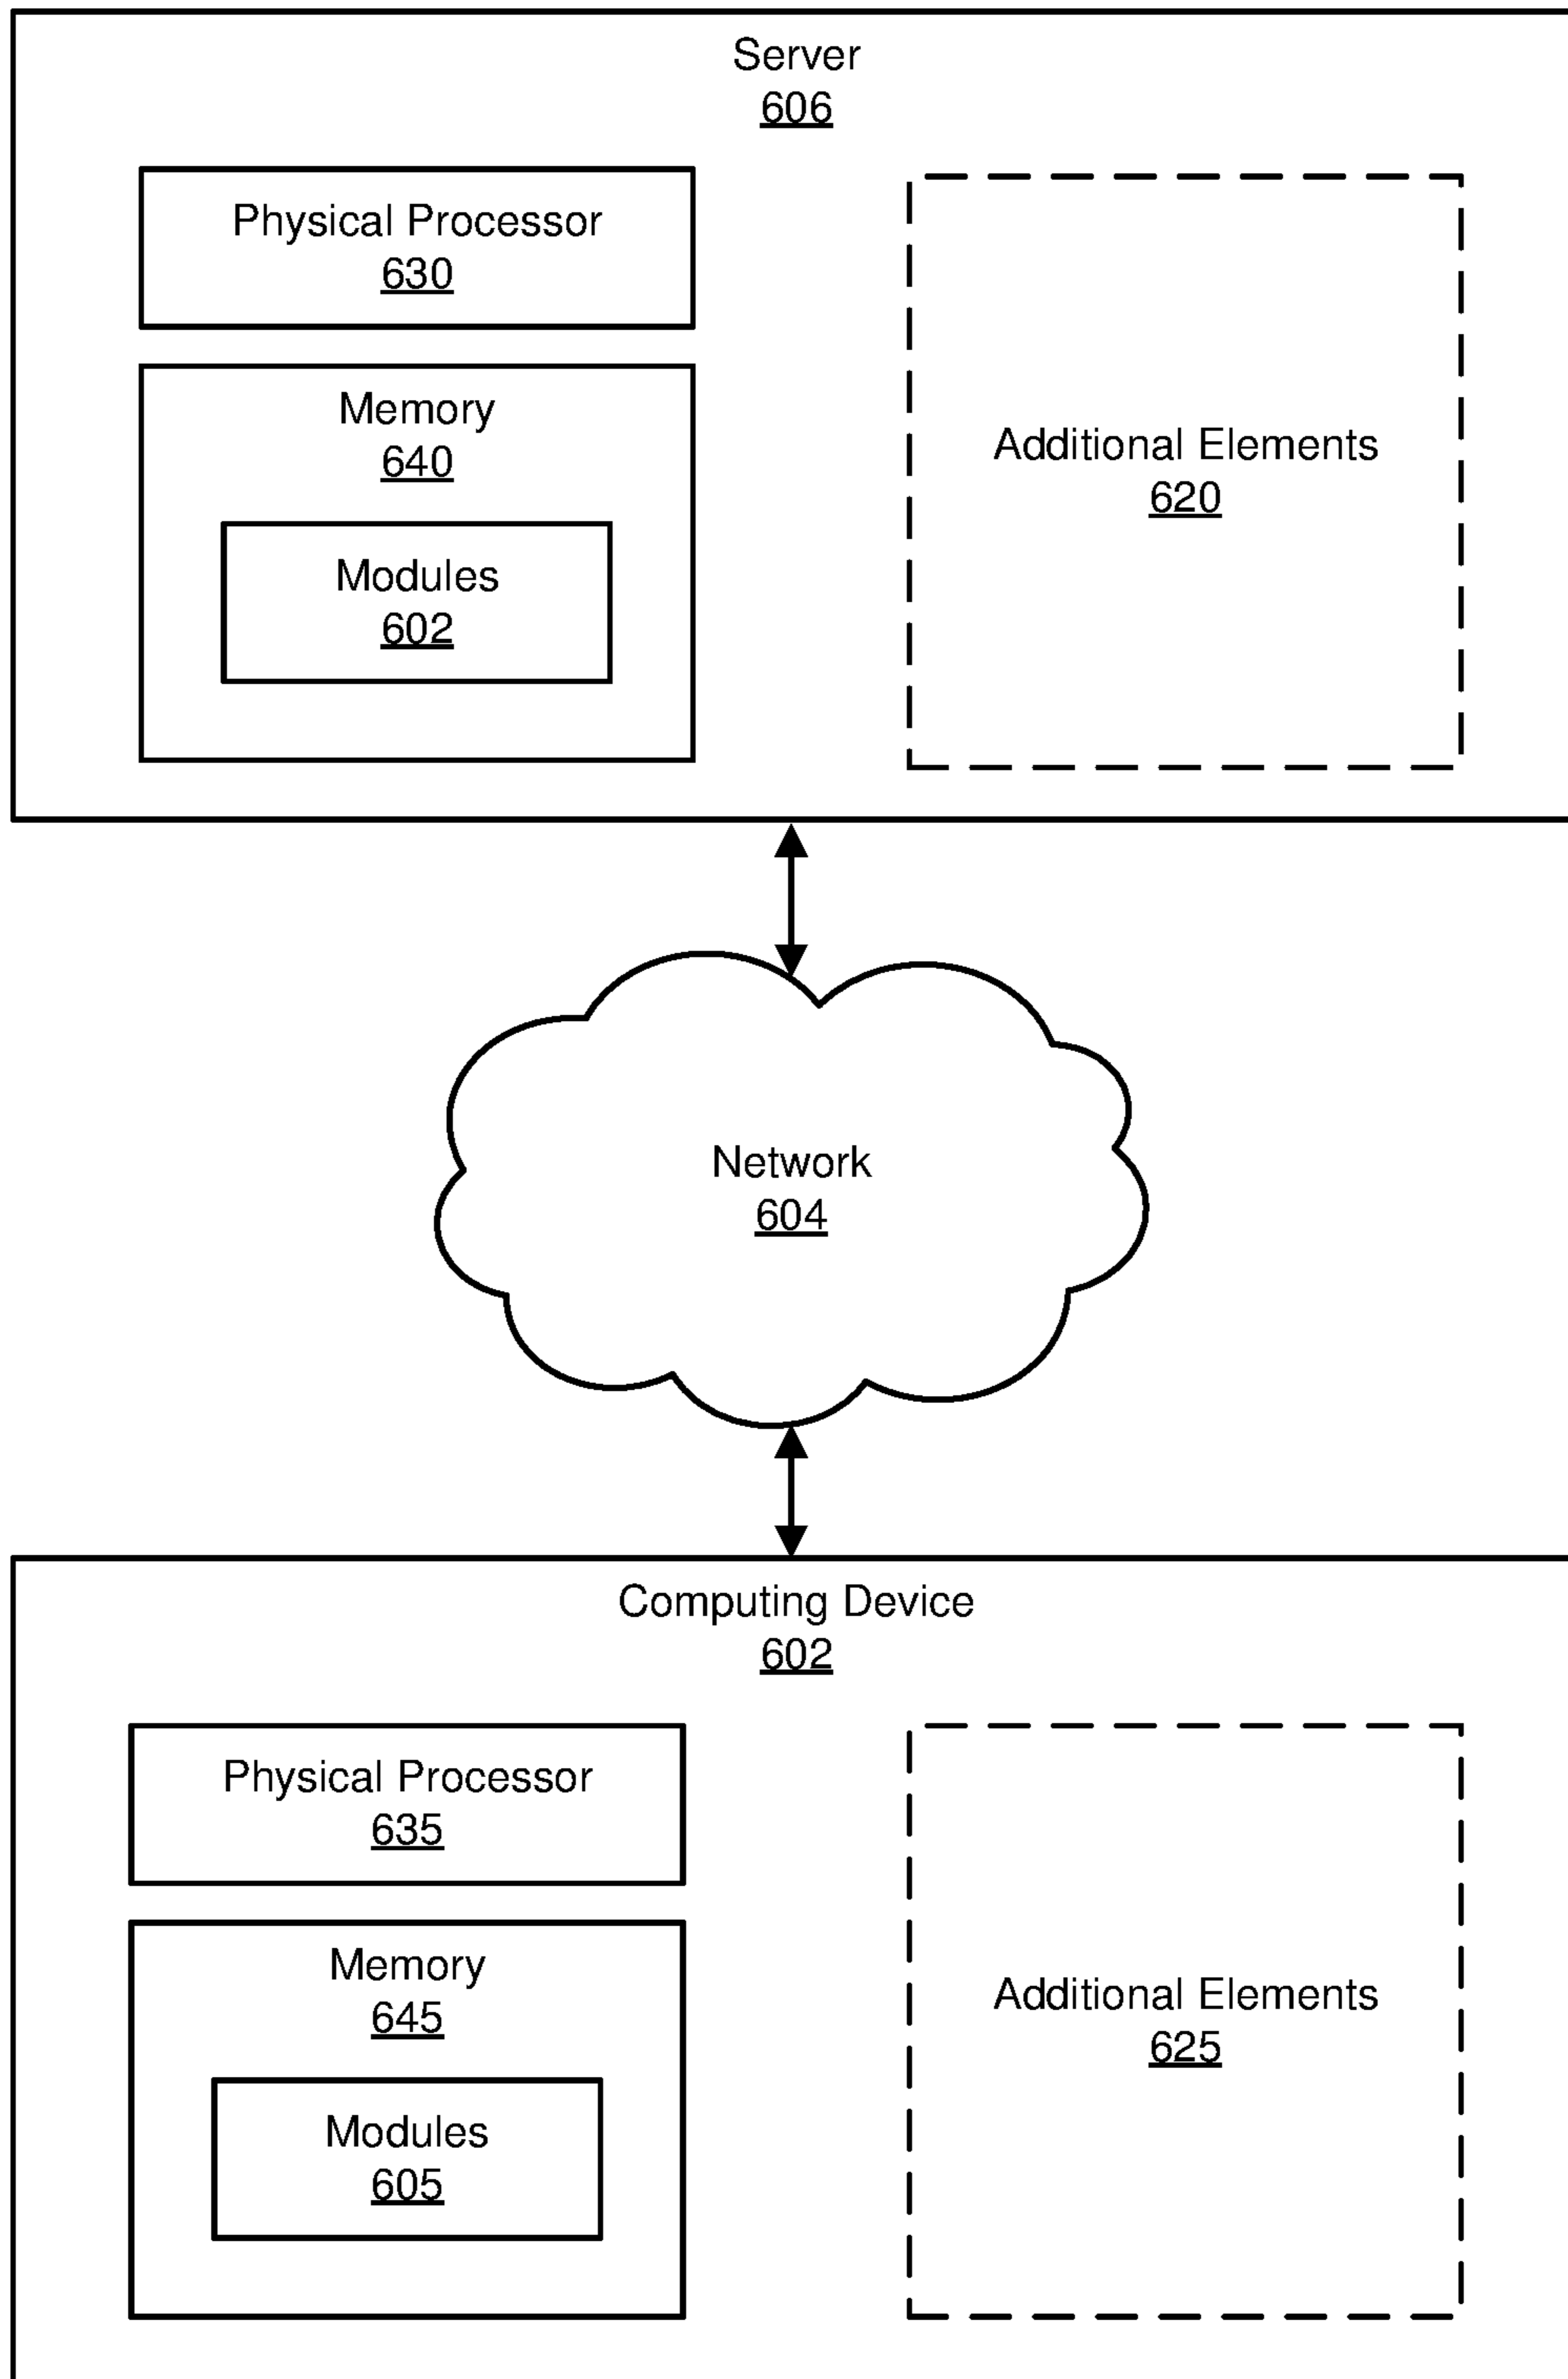 Server
606
Physical Processor
630
Memory
640
Modules
602
Additional Elements
620
Network
604
Computing Device
602
Physical Processor
635
Memory
645
Modules
605
Additional Elements
625